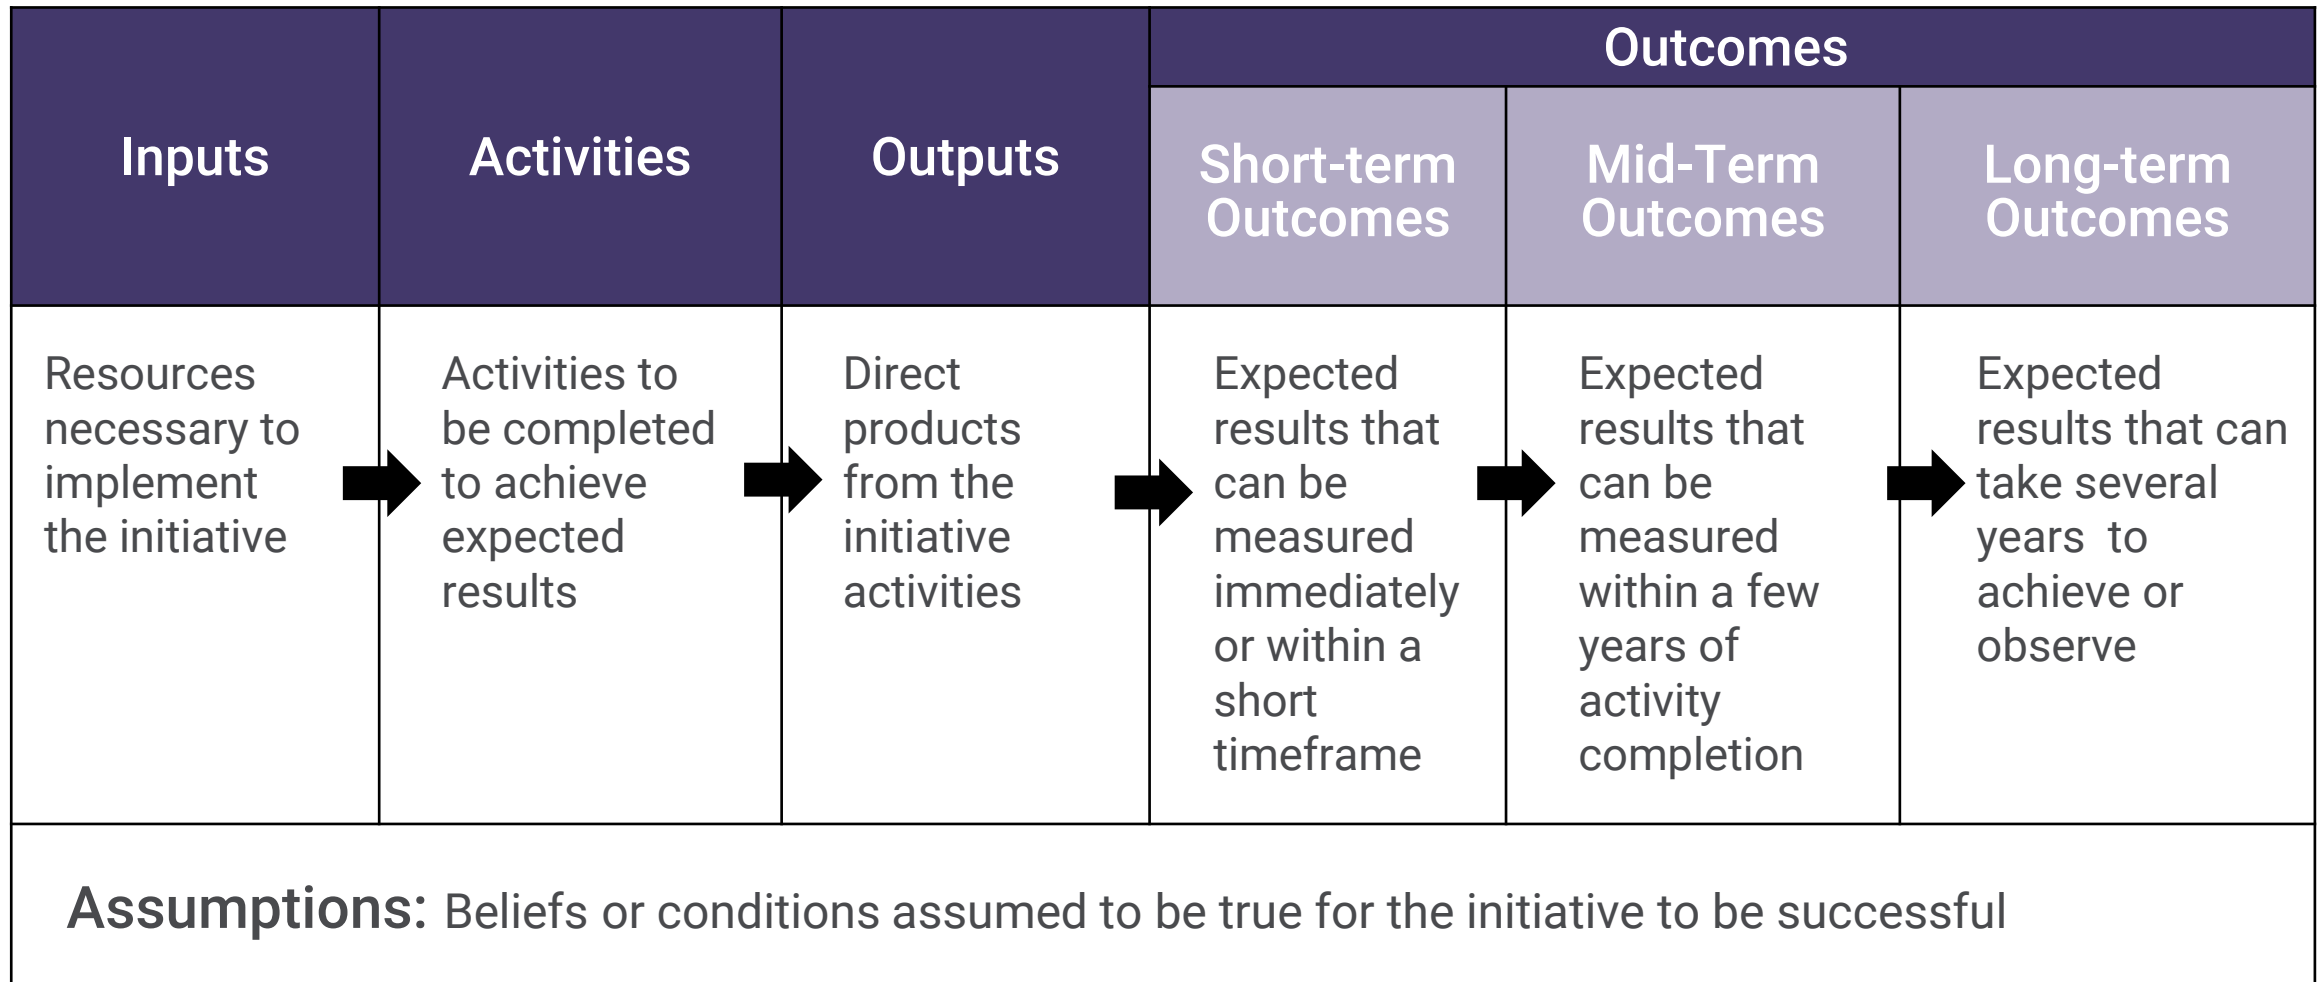 Inputs
Activities
Outputs
Outcomes
Short-term
Outcomes
Mid-Term
Outcomes
Long-term
Outcomes
Resources
necessary to
implement
the initiative
Activities to
be completed
to achieve
expected
results
Direct
products
from the
initiative
activities
Expected
results that
can be
measured
immediately
or within a
short
timeframe
Expected
results that
can be
measured
within a few
years of
activity
completion
Expected
results that can
take several
years  to
achieve or
observe
Assumptions: Beliefs or conditions assumed to be true for the initiative to be successful